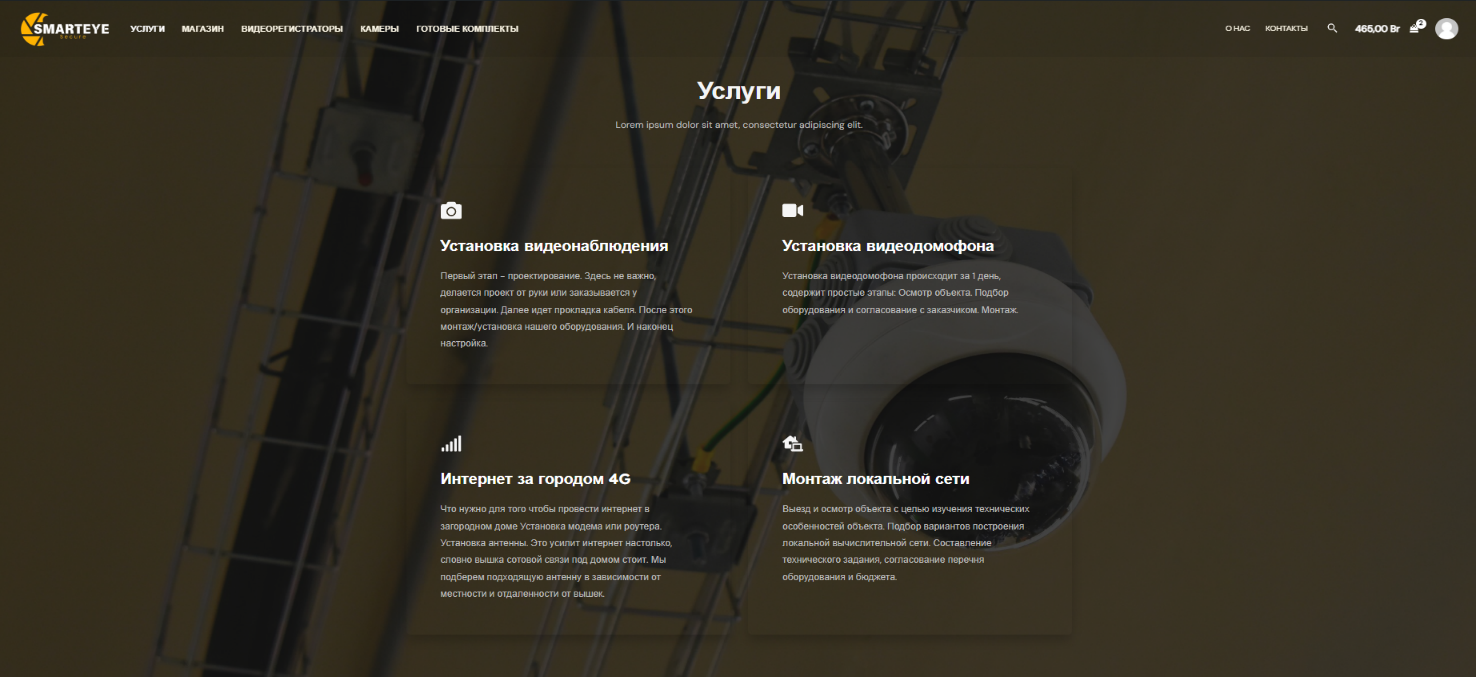 SMARTEYE
Secure
УСЛУГИ МАГАЗИН ВИДЕОРЕГИСТРАТОРЫ КАМЕРЫ ГОТОВЫЕ КОМПЛЕКТЫ О НАС КОНТАКТЫ 465,00 Br 2
Услуги
Lorem ipsum dolor sit amet, consectetur adipiscing elit.
Установка видеонаблюдения
Первый этап – проектирование. Здесь не важно,
делается проект от руки или заказывается у
организации. Далее идет прокладка кабеля. После этого
монтаж/установка нашего оборудования. И наконец
настройка.
Установка видеодомофона
Установка видеодомофона происходит за 1 день,
содержит простые этапы: Осмотр объекта. Подбор
оборудования и согласование с заказчиком. Монтаж.
Интернет за городом 4G
Что нужно для того чтобы провести интернет в
загородном доме Установка модема или роутера.
Установка антенны. Это усилит интернет настолько,
словно вышка сотовой связи под домом стоит. Мы
подберем подходящую антенну в зависимости от
местности и отдаленности от вышек.
Монтаж локальной сети
Выезд и осмотр объекта с целью изучения технических
особенностей объекта. Подбор вариантов построения
локальной вычислительной сети. Составление
технического задания, согласование перечня
оборудования и бюджета.